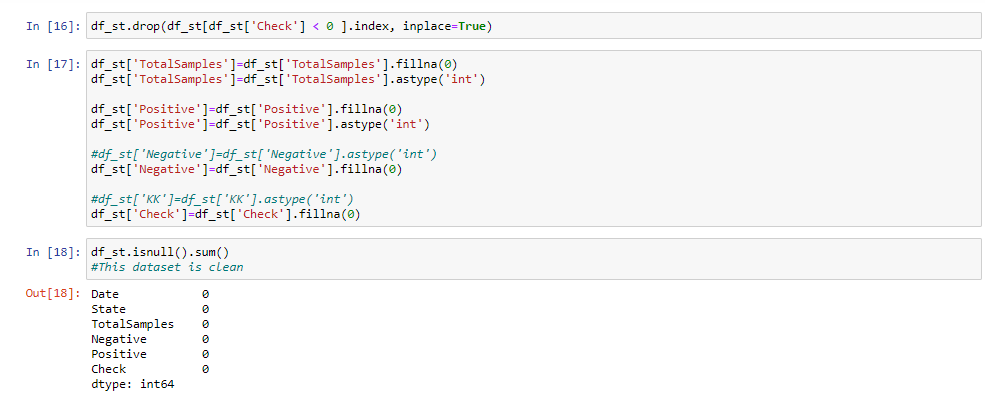 In [16]: df_st.drop(df_st[df_st['Check'] < 0 ].index, inplace=True)
In [17]: df_st['TotalSamples']=df_st['TotalSamples'].fillna(0)
df_st['TotalSamples']=df_st['TotalSamples'].astype('int')
df_st['Positive']=df_st['Positive'].fillna(0)
df_st['Positive']=df_st['Positive'].astype('int')
#df_st['Negative']=df_st['Negative'].astype('int')
df_st['Negative']=df_st['Negative'].fillna(0)
#df_st['KK']=df_st['KK'].astype('int')
df_st['Check']=df_st['Check'].fillna(0)
In [18]: df_st.isnull().sum()
#This dataset is clean
Out[18]: Date 0
State 0
TotalSamples 0
Negative 0
Positive 0
Check 0
dtype: int64